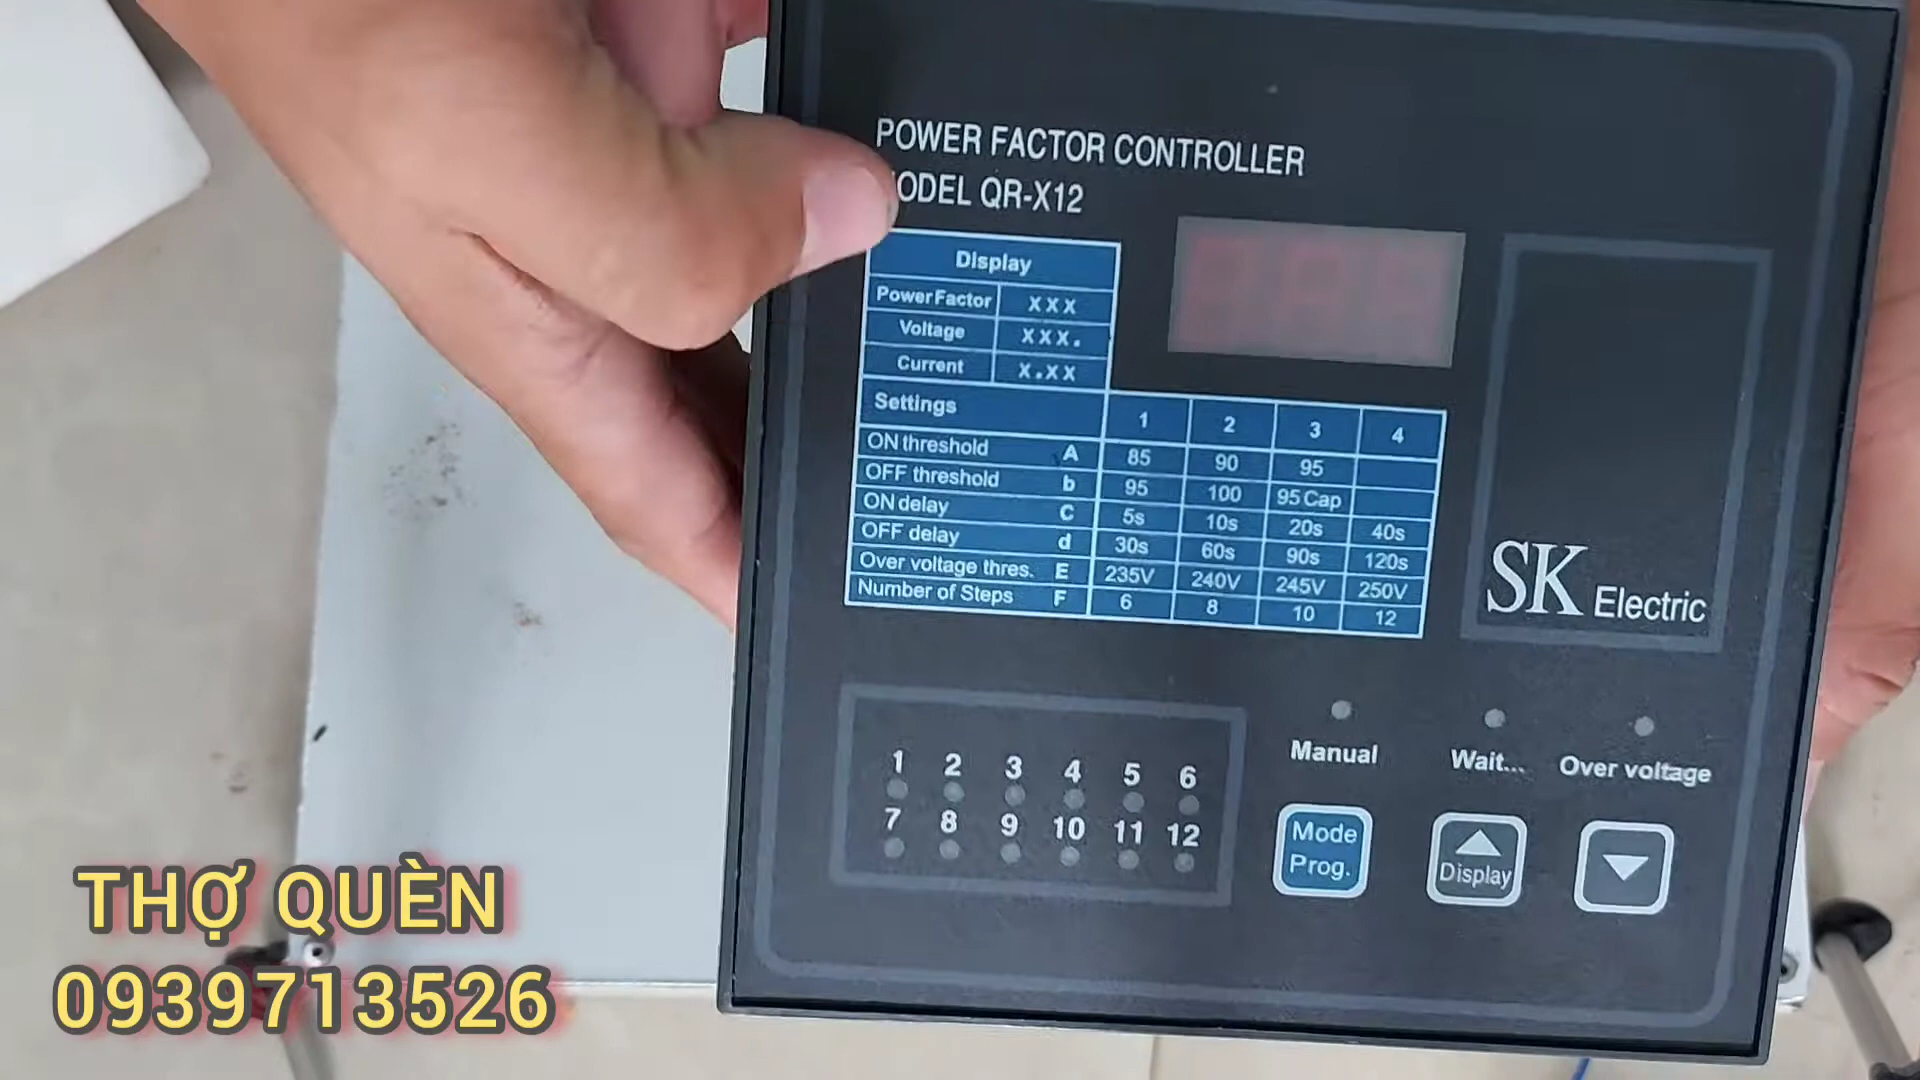 POWER FACTOR CONTROLLER
MODEL QR-X12
Display
Power Factor XXX
Voltage XXX.
Current X.XX
Settings 1 2 3 4
ON threshold A 85 90 95
OFF threshold b 95 100 95 Cap
ON delay C 5s 10s 20s 40s
OFF delay d 30s 60s 90s 120s
Over voltage thres. E 235V 240V 245V 250V
Number of Steps F 6 8 10 12
SK Electric
1 2 3 4 5 6
7 8 9 10 11 12
Manual Wait... Over voltage
Mode
Prog.
Display
THỢ QUÈN
0939713526